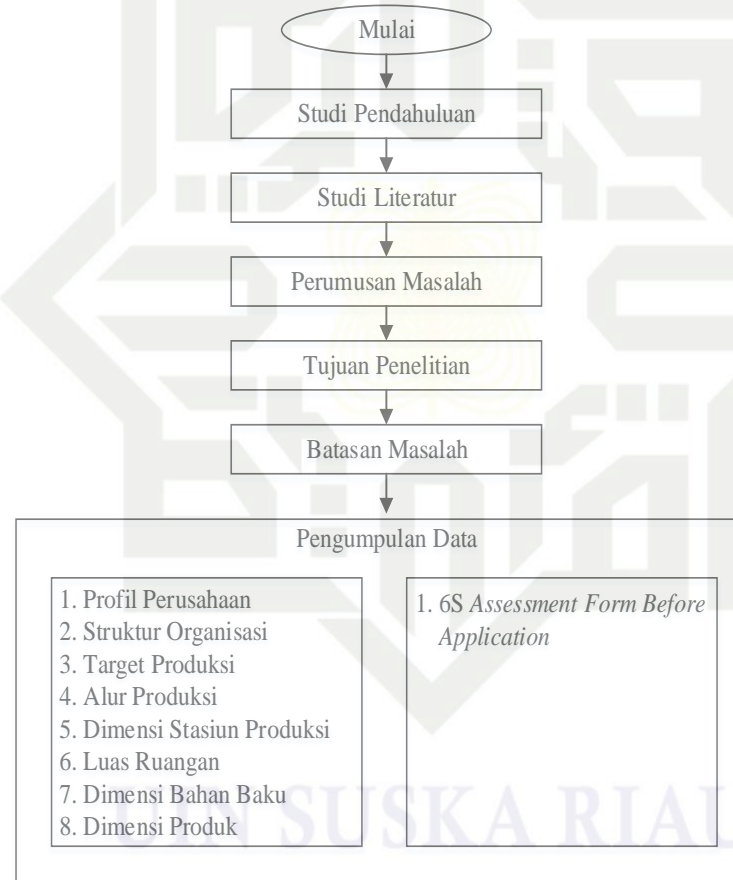 Mulai
Studi Pendahuluan
Studi Literatur
Perumusan Masalah
Tujuan Penelitian
Batasan Masalah
Pengumpulan Data
1. Profil Perusahaan
2. Struktur Organisasi
3. Target Produksi
4. Alur Produksi
5. Dimensi Stasiun Produksi
6. Luas Ruangan
7. Dimensi Bahan Baku
8. Dimensi Produk
1. 6S Assessment Form Before
Application
UIN SUSKA RIAU